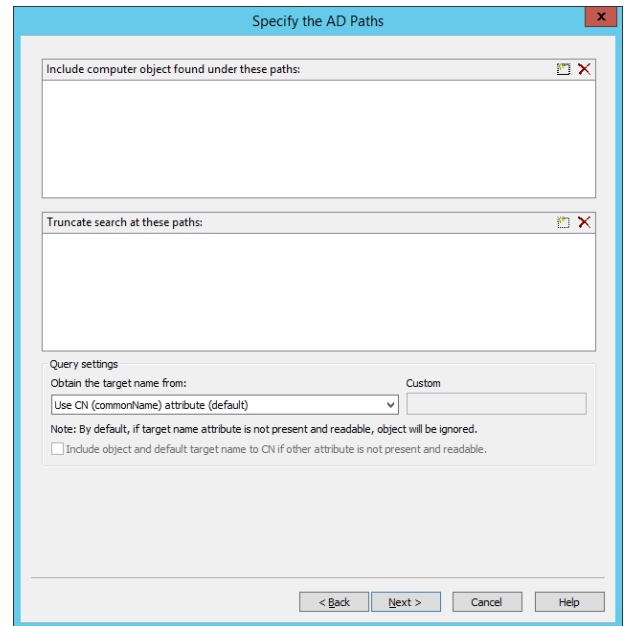 Specify the AD Paths
x
Include computer object found under these paths:
Truncate search at these paths:
Query settings
Obtain the target name from:
Custom
Use CN (commonName) attribute (default)
Note: By default, if target name attribute is not present and readable, object will be ignored.
Include object and default target name to CN if other attribute is not present and readable.
< Back
Next >
Cancel
Help